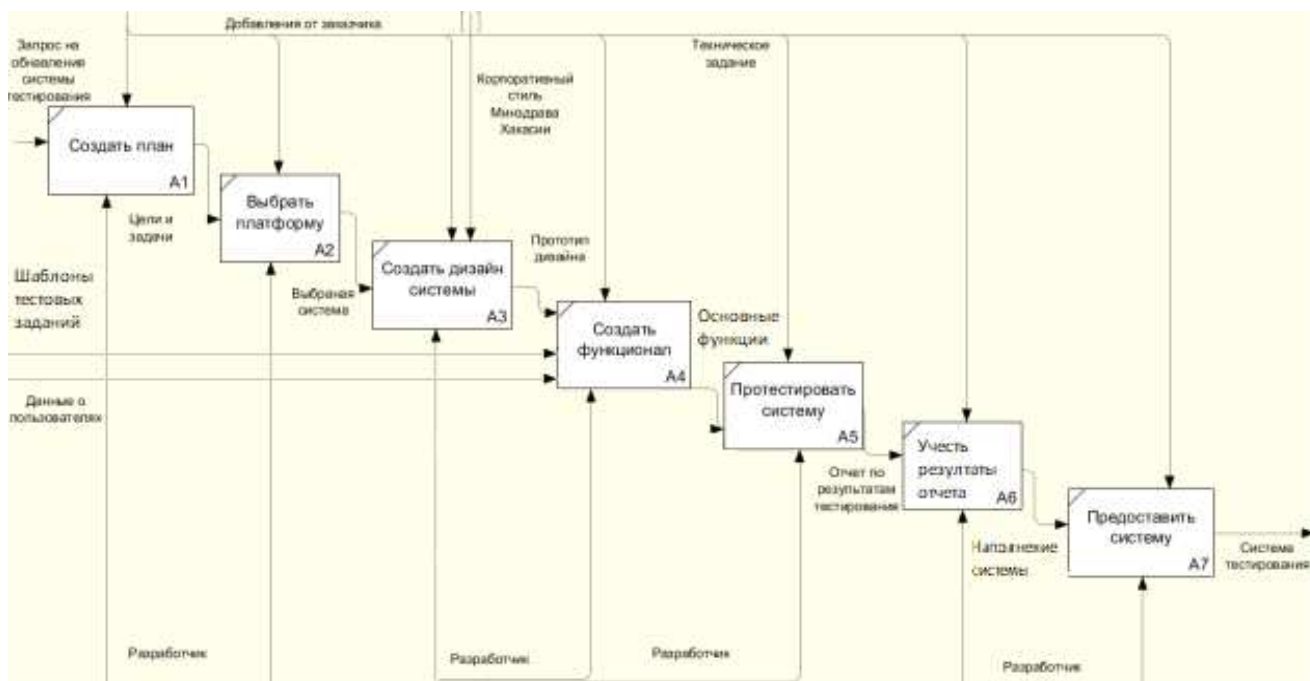 Добавления от заказчика
Запрос на
обнавления
системы
тестирования
Техническое
задание
Корпоративный
стиль
Минздрава
Хакасии
Создать план
A1
Выбрать
платформу
A2
Цели и
задачи
Создать дизайн
системы
A3
Прототип
дизайна
Выбраная
система
Шаблоны
тестовых
заданий
Создать
функционал
A4
Основные
функции
Данные о
пользователях
Протестировать
систему
A5
Отчет по
результатам
тестирования
Учесть
резултаты
отчета
A6
Наполнение
системы
Предоставить
систему
A7
Система
тестирования
Разработчик
Разработчик
Разработчик
Разработчик